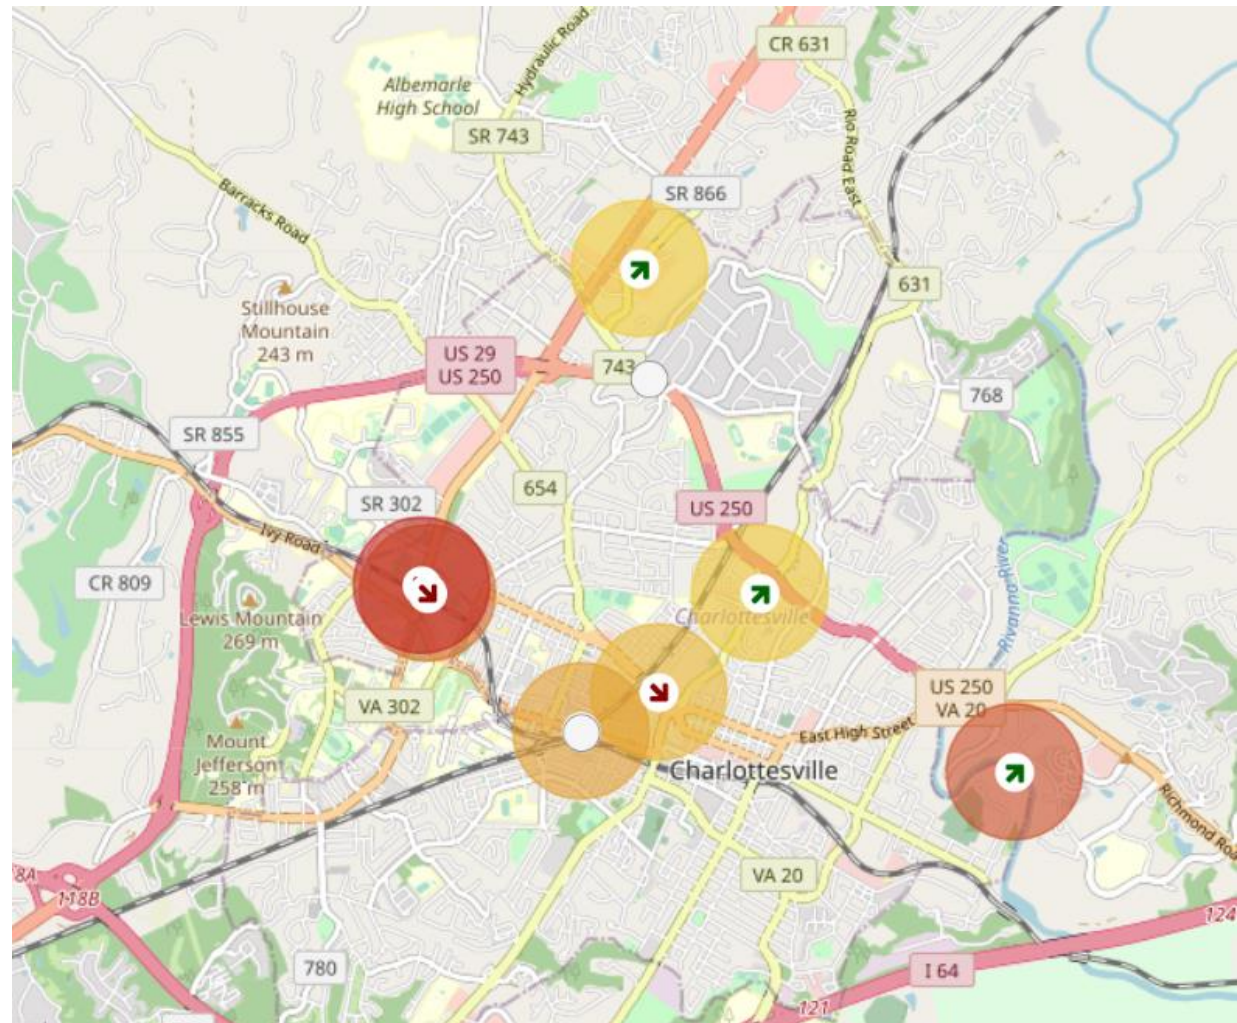 CR 631
Hydraulic Road
Albemarle
High School
SR 743
Rio Road East
SR 866
Barracks Road
631
Stillhouse
Mountain
243 m
US 29
US 250
743
768
SR 855
654
SR 302
US 250
Ivy Road
CR 809
Rivanna River
Lewis Mountain
269 m
Charlottesville
US 250
VA 20
VA 302
East High Street
Mount
Jefferson
258 m
Charlottesville
Richmond Roa
8A
118B
VA 20
124
780
I 64
121